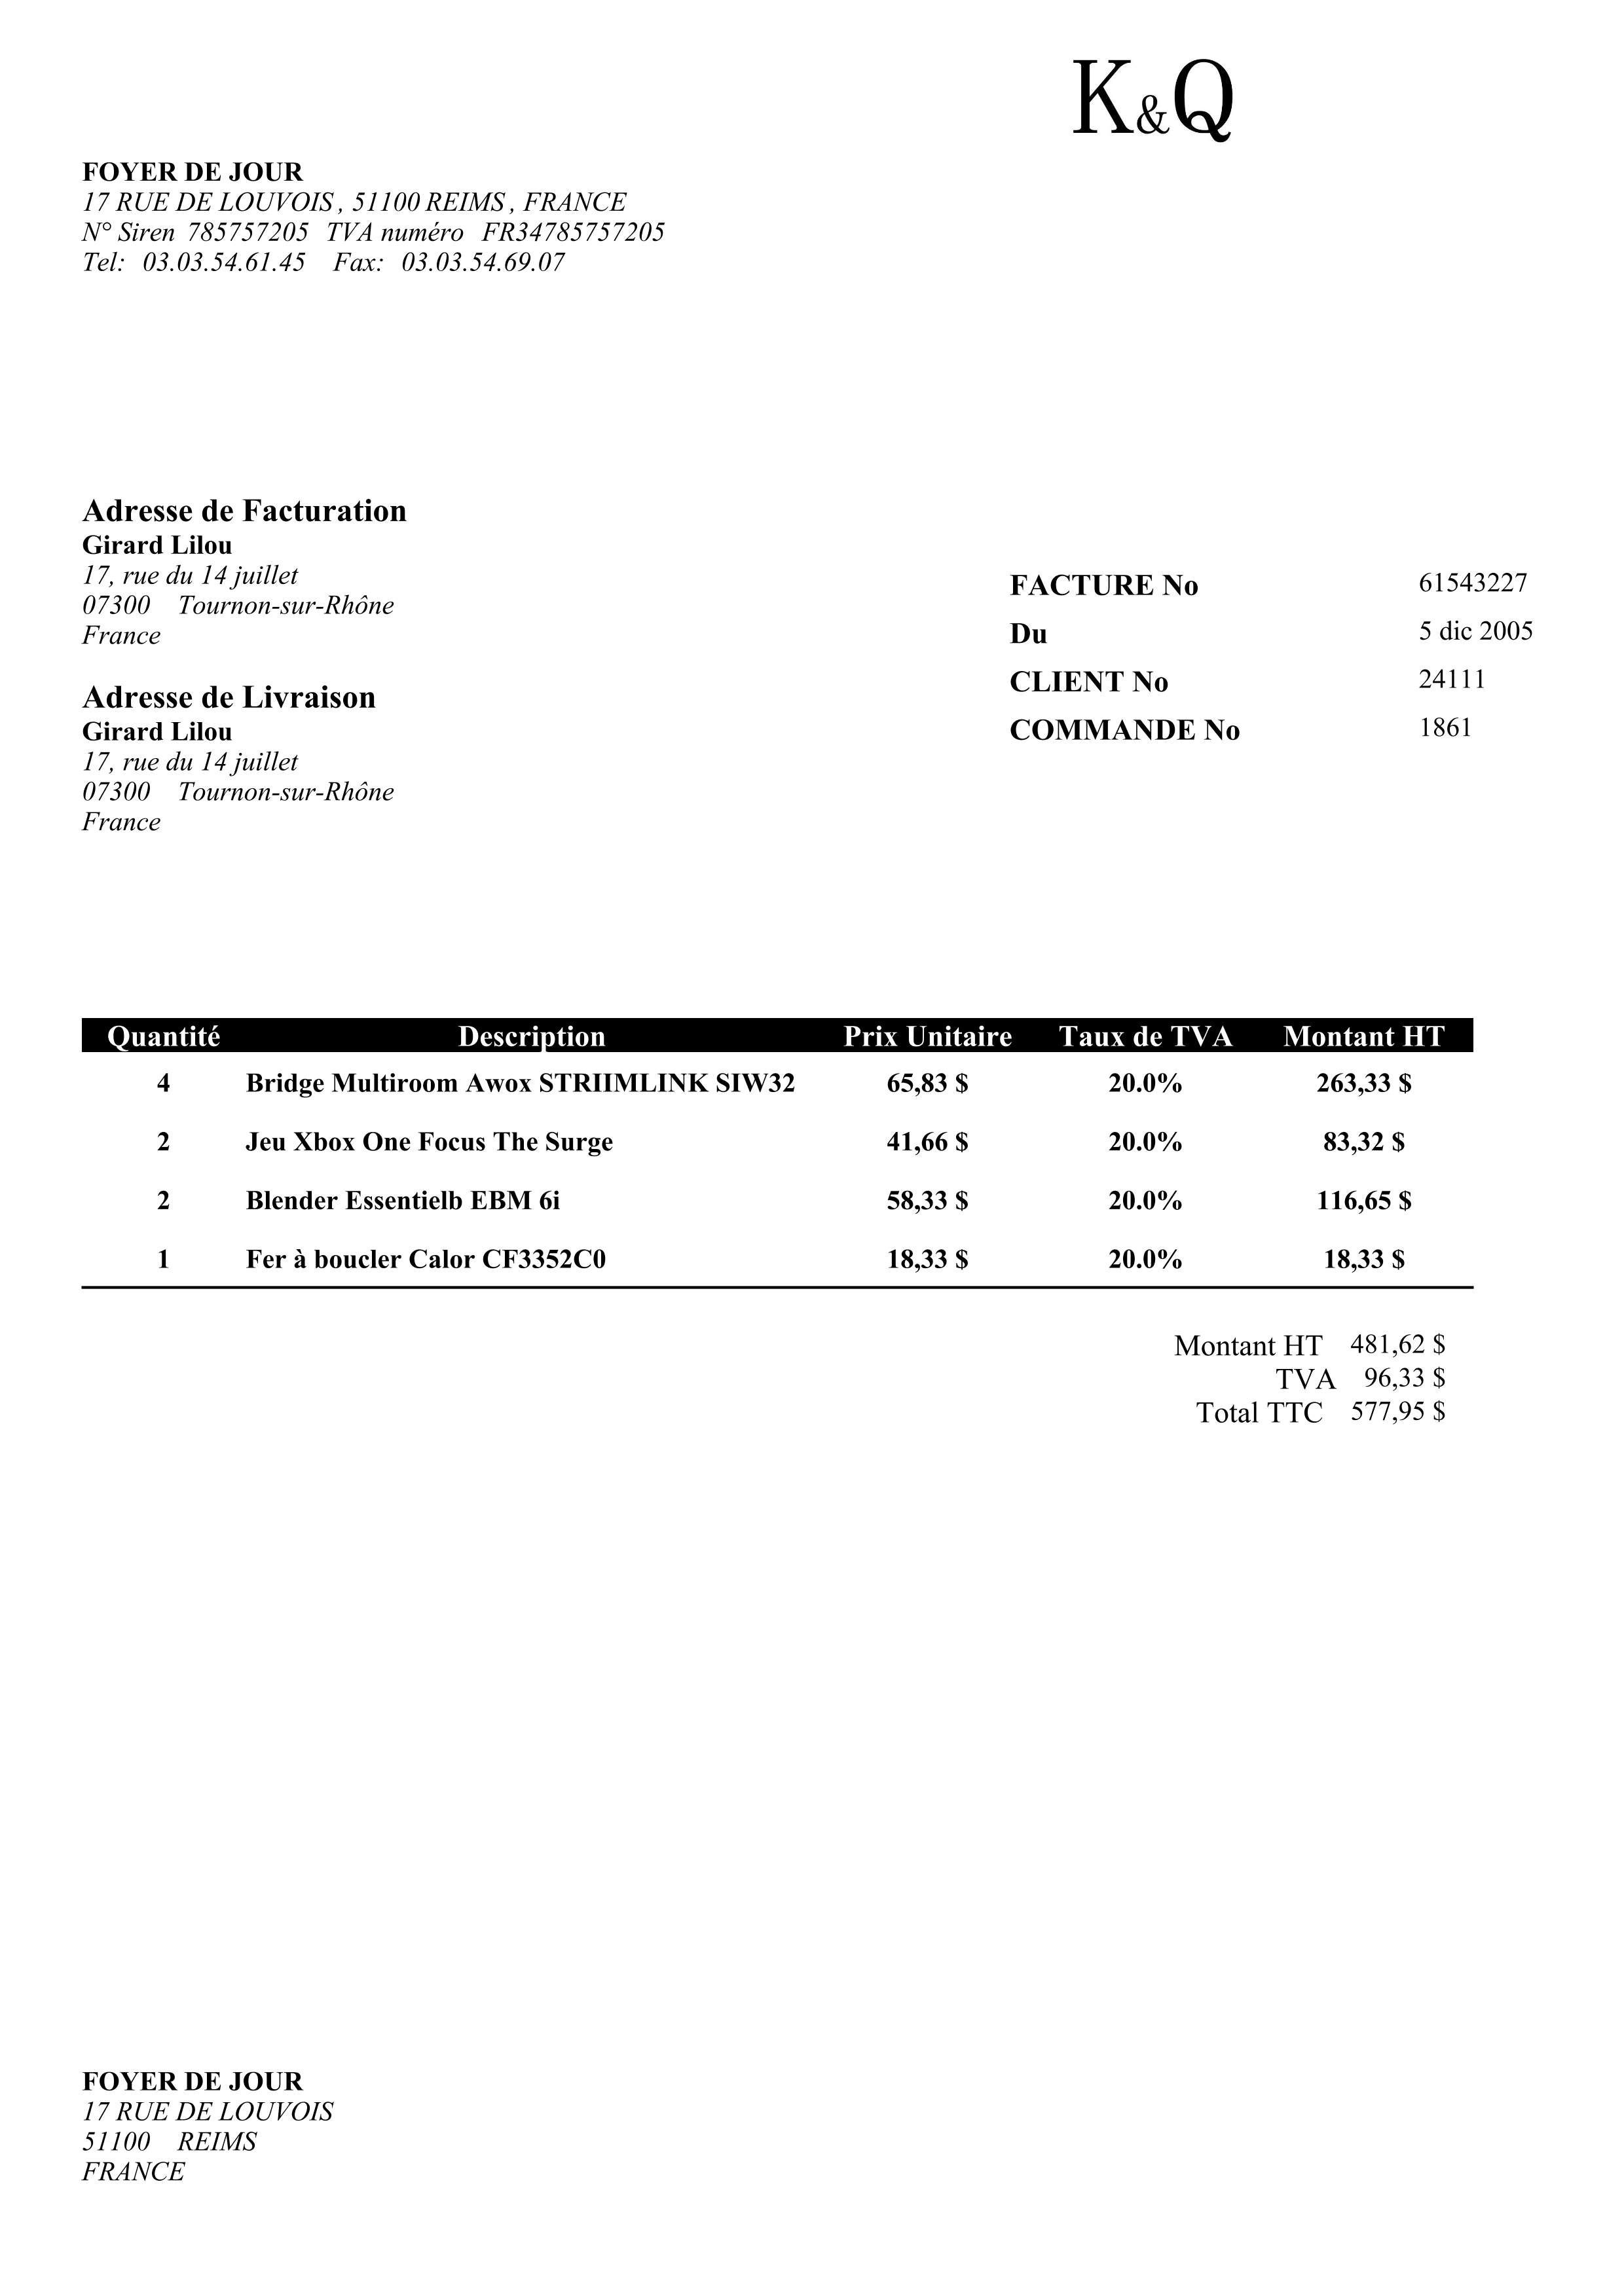 K&Q
FOYER DE JOUR
17 RUE DE LOUVOIS , 51100 REIMS , FRANCE
N° Siren 785757205 TVA numéro FR34785757205
Tel: 03.03.54.61.45 Fax: 03.03.54.69.07
Adresse de Facturation
Girard Lilou
17, rue du 14 juillet
07300 Tournon-sur-Rhône
France
Adresse de Livraison
Girard Lilou
17, rue du 14 juillet
07300 Tournon-sur-Rhône
France
FACTURE No 61543227
Du 5 dic 2005
CLIENT No 24111
COMMANDE No 1861
Quantité Description Prix Unitaire Taux de TVA Montant HT
4 Bridge Multiroom Awox STRIIMLINK SIW32 65,83 $ 20.0% 263,33 $
2 Jeu Xbox One Focus The Surge 41,66 $ 20.0% 83,32 $
2 Blender Essentielb EBM 6i 58,33 $ 20.0% 116,65 $
1 Fer à boucler Calor CF3352C0 18,33 $ 20.0% 18,33 $
Montant HT 481,62 $
TVA 96,33 $
Total TTC 577,95 $
FOYER DE JOUR
17 RUE DE LOUVOIS
51100 REIMS
FRANCE